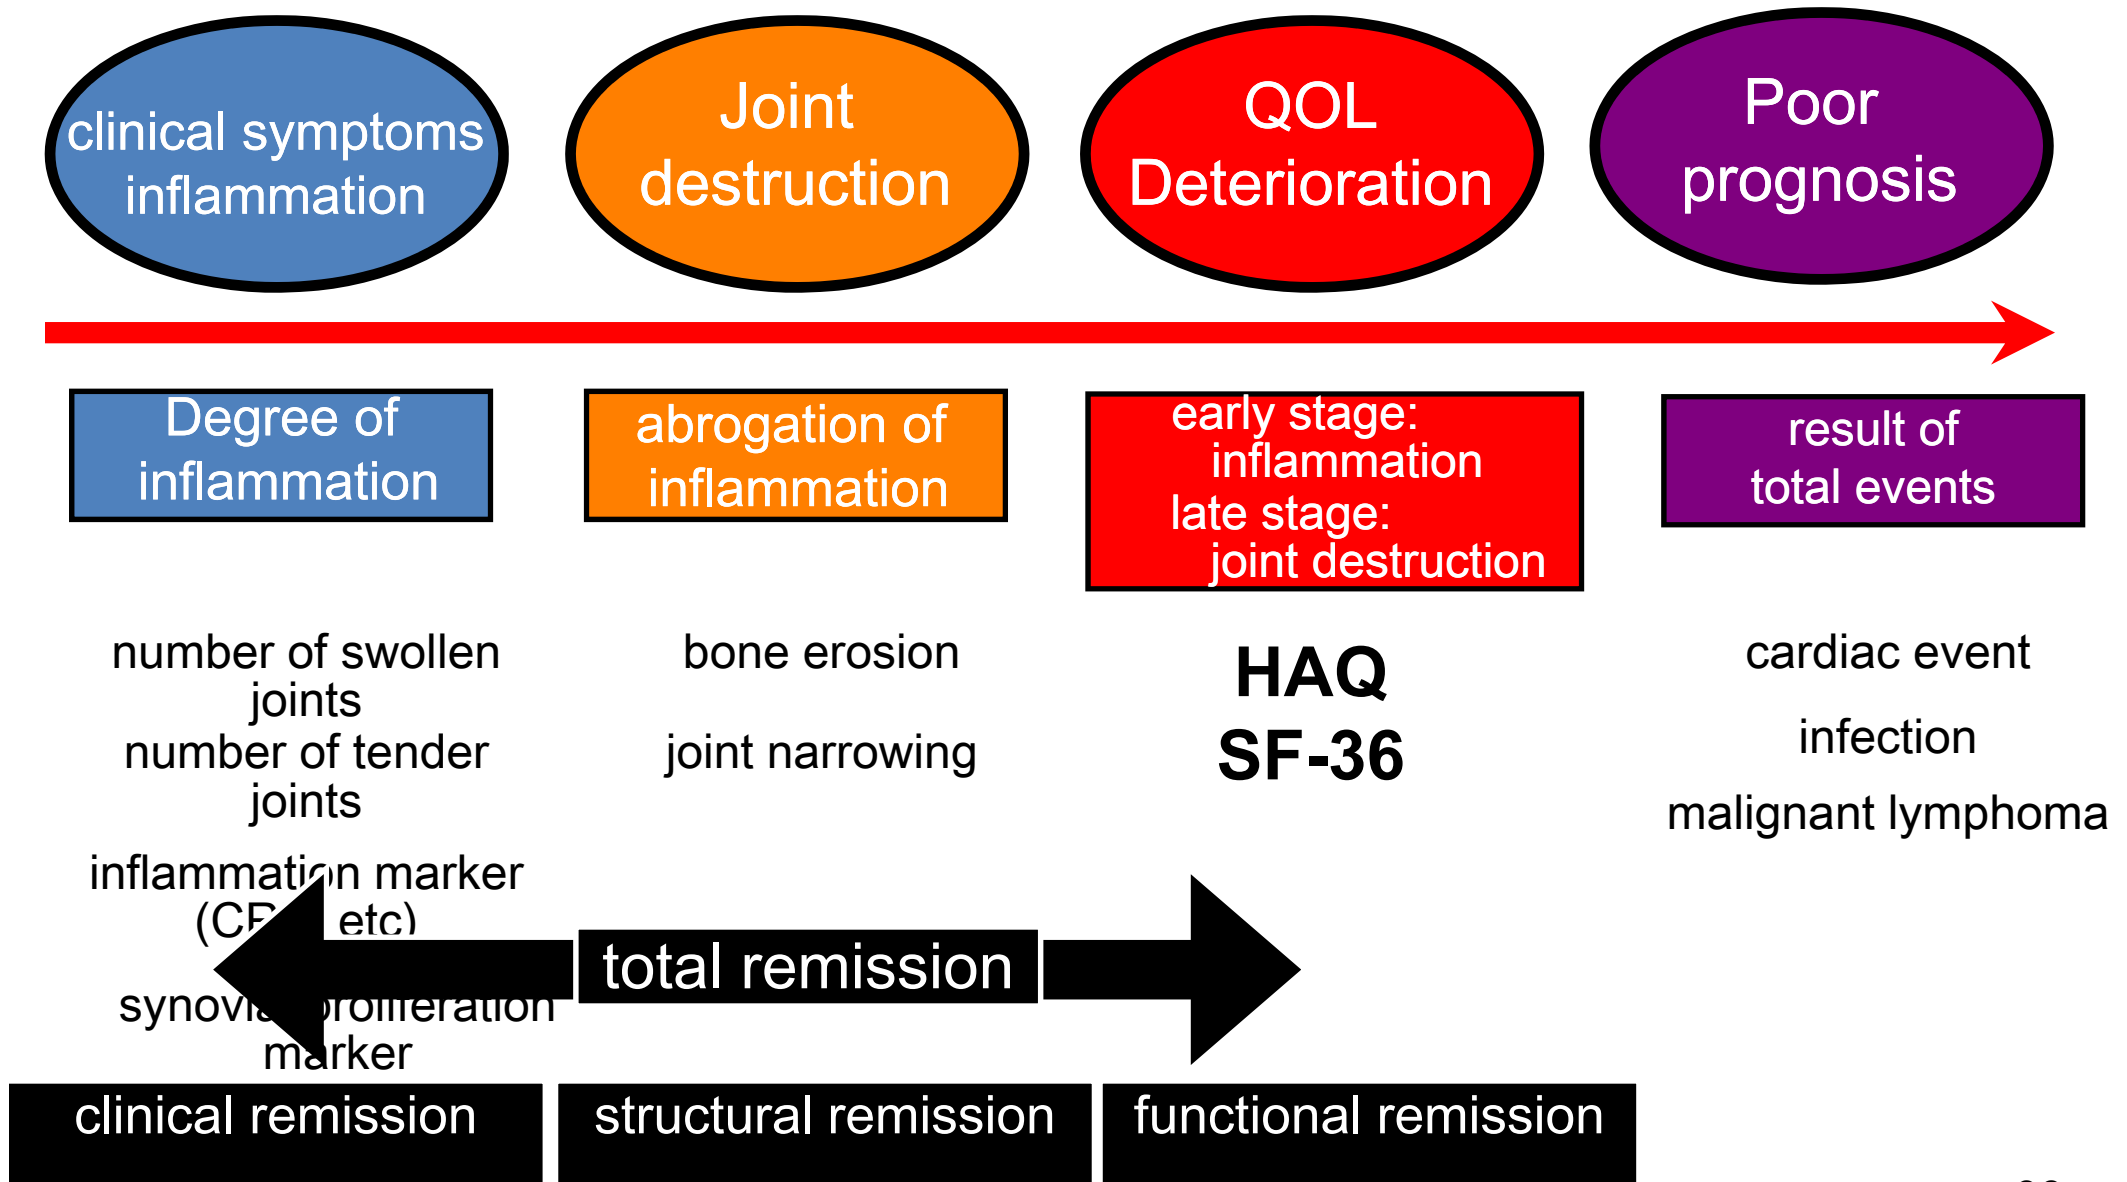 clinical symptoms
inflammation
Joint
destruction
QOL
Deterioration
Poor
prognosis
Degree of
inflammation
abrogation of
inflammation
early stage:
inflammation
late stage:
joint destruction
result of
total events
number of swollen
joints
number of tender
joints
inflammation marker
etc)
marker
bone erosion
joint narrowing
HAQ
SF-36
cardiac event
infection
malignant lymphoma
total remission
clinical remission
structural remission
functional remission